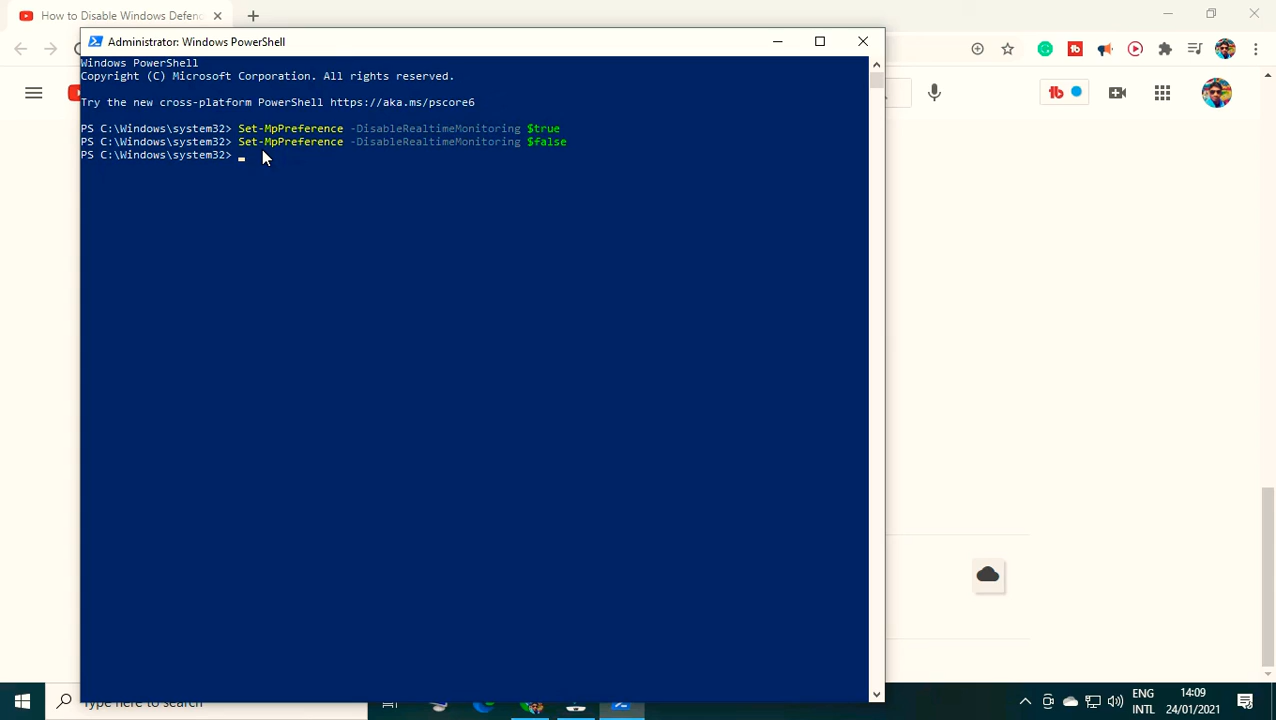 How to Disable Windows Defen
Administrator: Windows PowerShell
Windows PowerShell
Copyright (C) Microsoft Corporation. All rights reserved.
Try the new cross-platform PowerShell https://aka.ms/pscore6
PS C:\Windows\system32> Set-MpPreference -DisableRealtimeMonitoring $true
PS C:\Windows\system32> Set-MpPreference -DisableRealtimeMonitoring $false
PS C:\Windows\system32>
Type here to search
ENG
INTL
14:09
24/01/2021